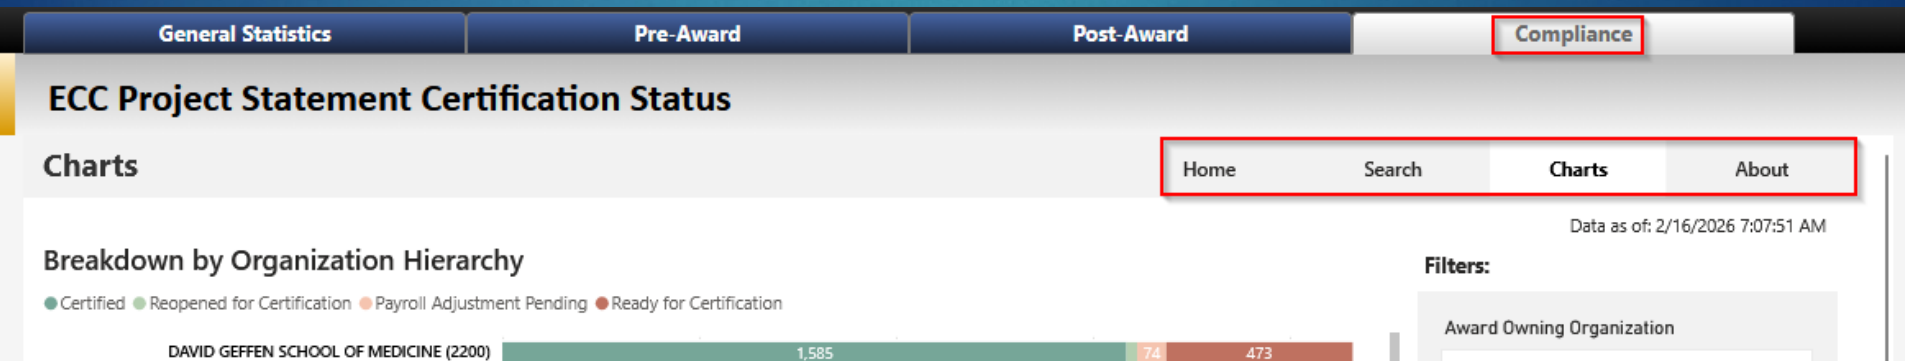 General Statistics Pre-Award Post-Award Compliance
ECC Project Statement Certification Status
Charts Home Search Charts About
Data as of: 2/16/2026 7:07:51 AM
Breakdown by Organization Hierarchy
Filters:
Certified Reopened for Certification Payroll Adjustment Pending Ready for Certification
Award Owning Organization
DAVID GEFFEN SCHOOL OF MEDICINE (2200) 1,585 74 473